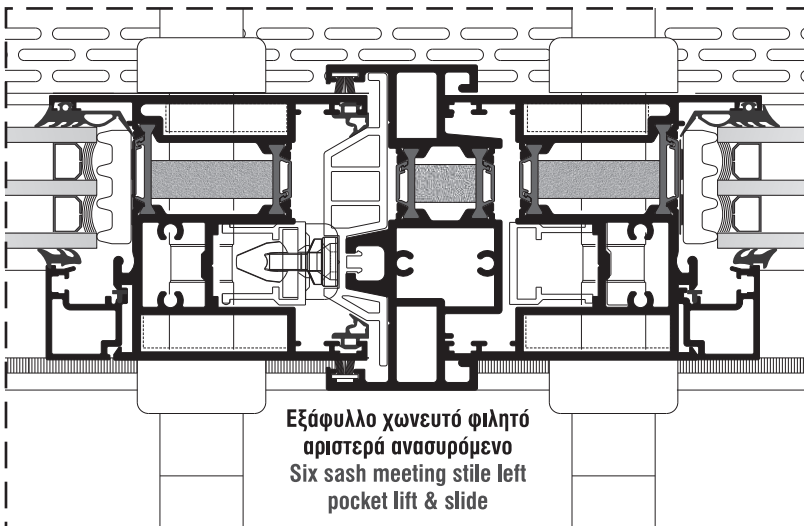 Εξάφυλλο χωνευτό φιλητό
αριστερά ανασυρόμενο
Six sash meeting stile left
pocket lift & slide